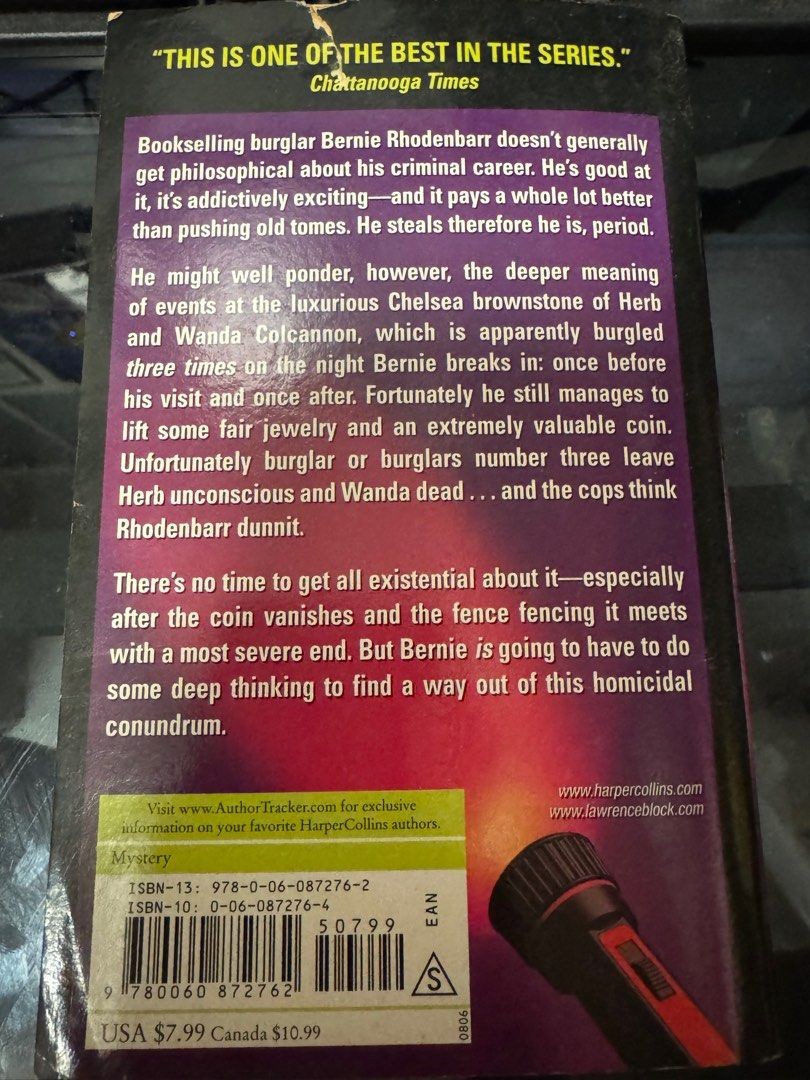 “THIS IS ONE OF THE BEST IN THE SERIES.”
Chattanooga Times
Bookselling burglar Bernie Rhodenbarr doesn’t generally
get philosophical about his criminal career. He’s good at
it, it’s addictively exciting—and it pays a whole lot better
than pushing old tomes. He steals therefore he is, period.
He might well ponder, however, the deeper meaning
of events at the luxurious Chelsea brownstone of Herb
and Wanda Colcannon, which is apparently burgled
three times on the night Bernie breaks in: once before
his visit and once after. Fortunately he still manages to
lift some fair jewelry and an extremely valuable coin.
Unfortunately burglar or burglars number three leave
Herb unconscious and Wanda dead . . . and the cops think
Rhodenbarr dunnit.
There’s no time to get all existential about it—especially
after the coin vanishes and the fence fencing it meets
with a most severe end. But Bernie is going to have to do
some deep thinking to find a way out of this homicidal
conundrum.
www.harpercollins.com
www.lawrenceblock.com
Visit www.AuthorTracker.com for exclusive
information on your favorite HarperCollins authors.
Mystery
ISBN-13: 978-0-06-087276-2
ISBN-10: 0-06-087276-4
50799
EAN
9 780060 872762
S
USA $7.99 Canada $10.99
0806